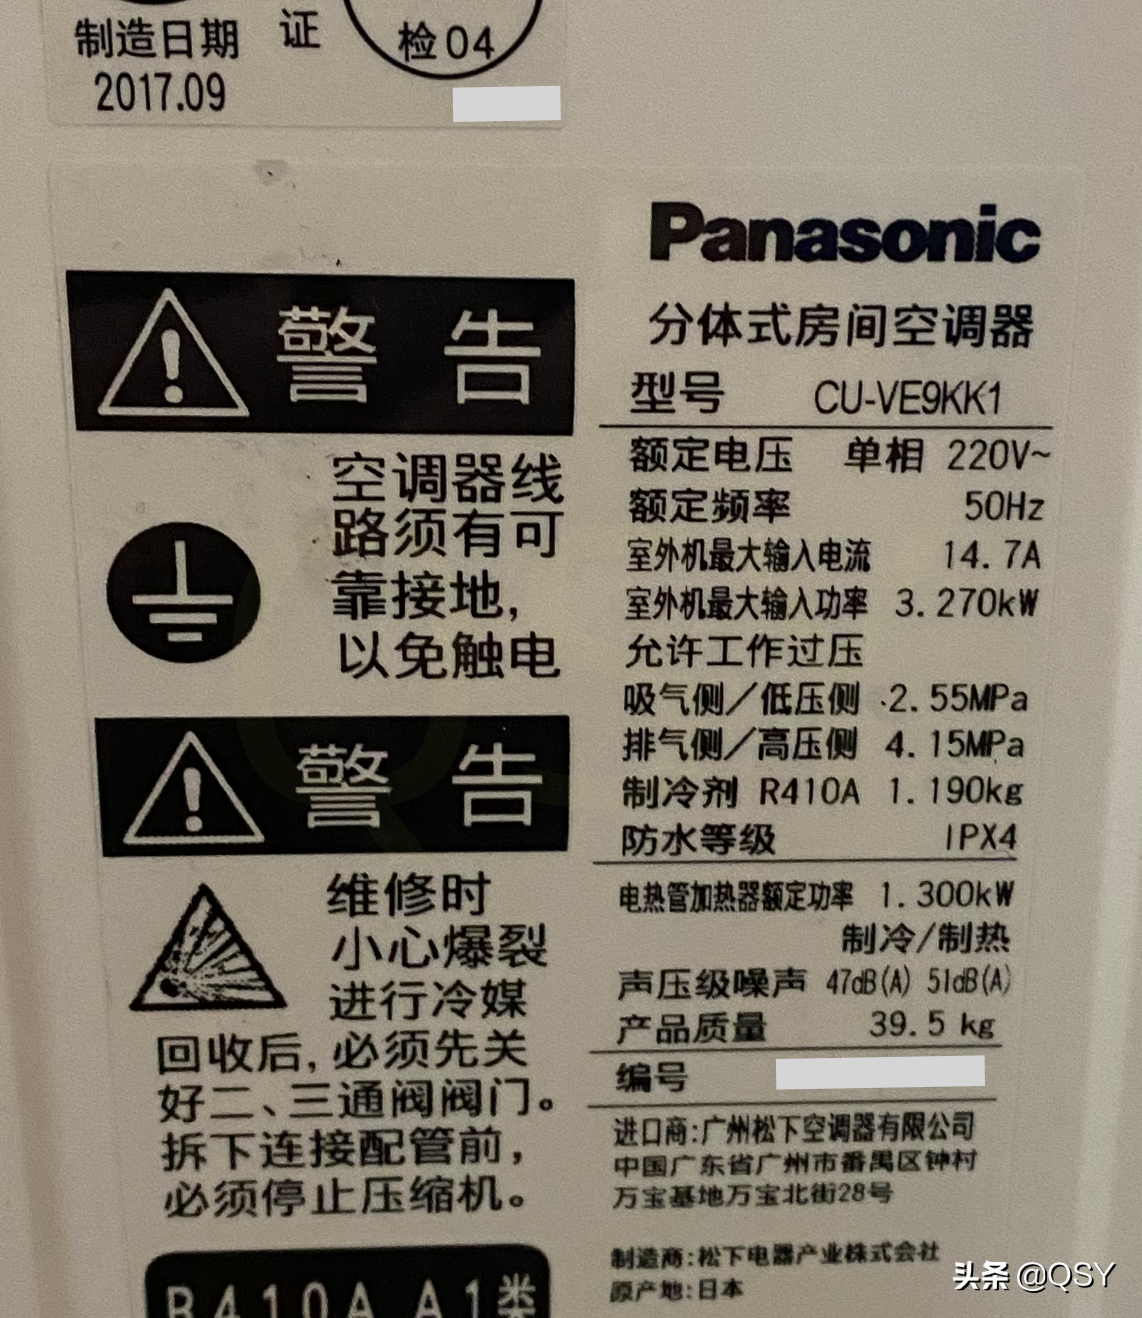 制造日期
2017.09
证
检04
警 告
空调器线
路须有可
靠接地，
以免触电
警 告
维修时
小心爆裂
进行冷媒
回收后，必须先关
好二、三通阀阀门。
拆下连接配管前，
必须停止压缩机。
R410A A1类
Panasonic
分体式房间空调器
型号 CU-VE9KK1
额定电压 单相 220V~
额定频率 50Hz
室外机最大输入电流 14.7A
室外机最大输入功率 3.270kW
允许工作过压
吸气侧／低压侧 2.55MPa
排气侧／高压侧 4.15MPa
制冷剂 R410A 1.190kg
防水等级 IPX4
电热管加热器额定功率 1.300kW
制冷/制热
声压级噪声 47dB(A) 51dB(A)
产品质量 39.5 kg
编号
进口商:广州松下空调器有限公司
中国广东省广州市番禺区钟村
万宝基地万宝北街28号
制造商:松下电器产业株式会社
原产地:日本
头条 @QSY